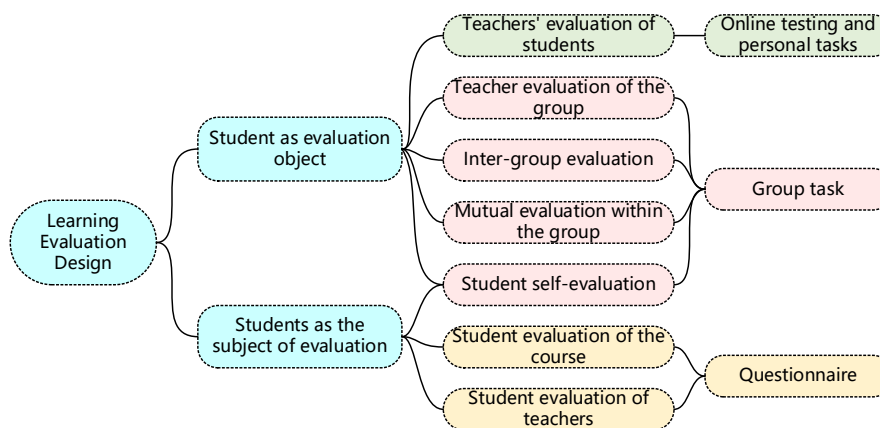 Teachers' evaluation of
students
Online testing and
personal tasks
Teacher evaluation of the
group
Student as evaluation
object
Inter-group evaluation
Group task
Mutual evaluation within
the group
Learning
Evaluation
Design
Student self-evaluation
Students as the
subject of evaluation
Student evaluation of the
course
Questionnaire
Student evaluation of
teachers